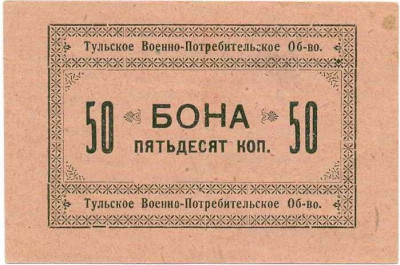 Тульское Военно-Потребительское Об-во.
50 БОНА 50
ПЯТЬДЕСЯТ КОП.
Тульское Военно-Потребительское Об-во.